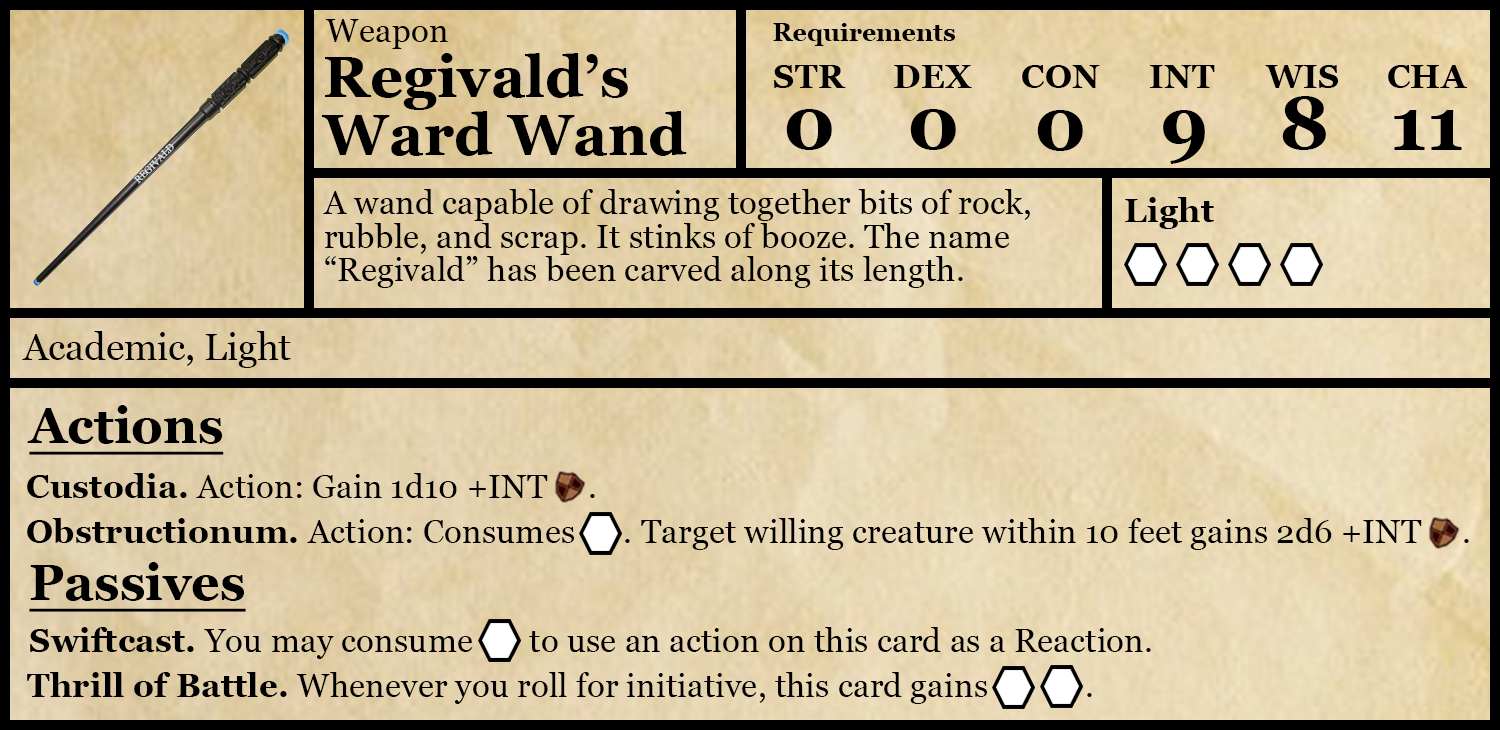 REGIVALD
Weapon
Regivald’s
Ward Wand
Requirements
STR DEX CON INT WIS CHA
0 0 0 9 8 11
A wand capable of drawing together bits of rock,
rubble, and scrap. It stinks of booze. The name
“Regivald” has been carved along its length.
Light
Academic, Light
Actions
Custodia. Action: Gain 1d10 +INT .
Obstructionum. Action: Consumes . Target willing creature within 10 feet gains 2d6 +INT .
Passives
Swiftcast. You may consume to use an action on this card as a Reaction.
Thrill of Battle. Whenever you roll for initiative, this card gains .